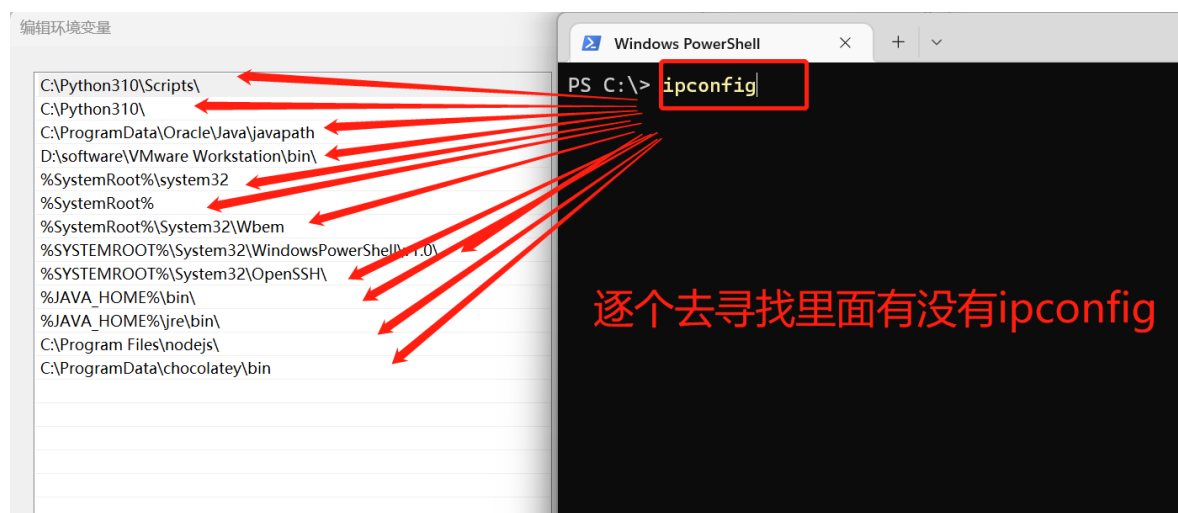 编辑环境变量
C:\Python310\Scripts\
C:\Python310\
C:\ProgramData\Oracle\Java\javapath
D:\software\VMware Workstation\bin\
%SystemRoot%\system32
%SystemRoot%
%SystemRoot%\System32\Wbem
%SYSTEMROOT%\System32\WindowsPowerShell\v1.0\
%SYSTEMROOT%\System32\OpenSSH\
%JAVA_HOME%\bin\
%JAVA_HOME%\jre\bin\
C:\Program Files\nodejs\
C:\ProgramData\chocolatey\bin
Windows PowerShell
PS C:\> ipconfig
逐个去寻找里面有没有ipconfig